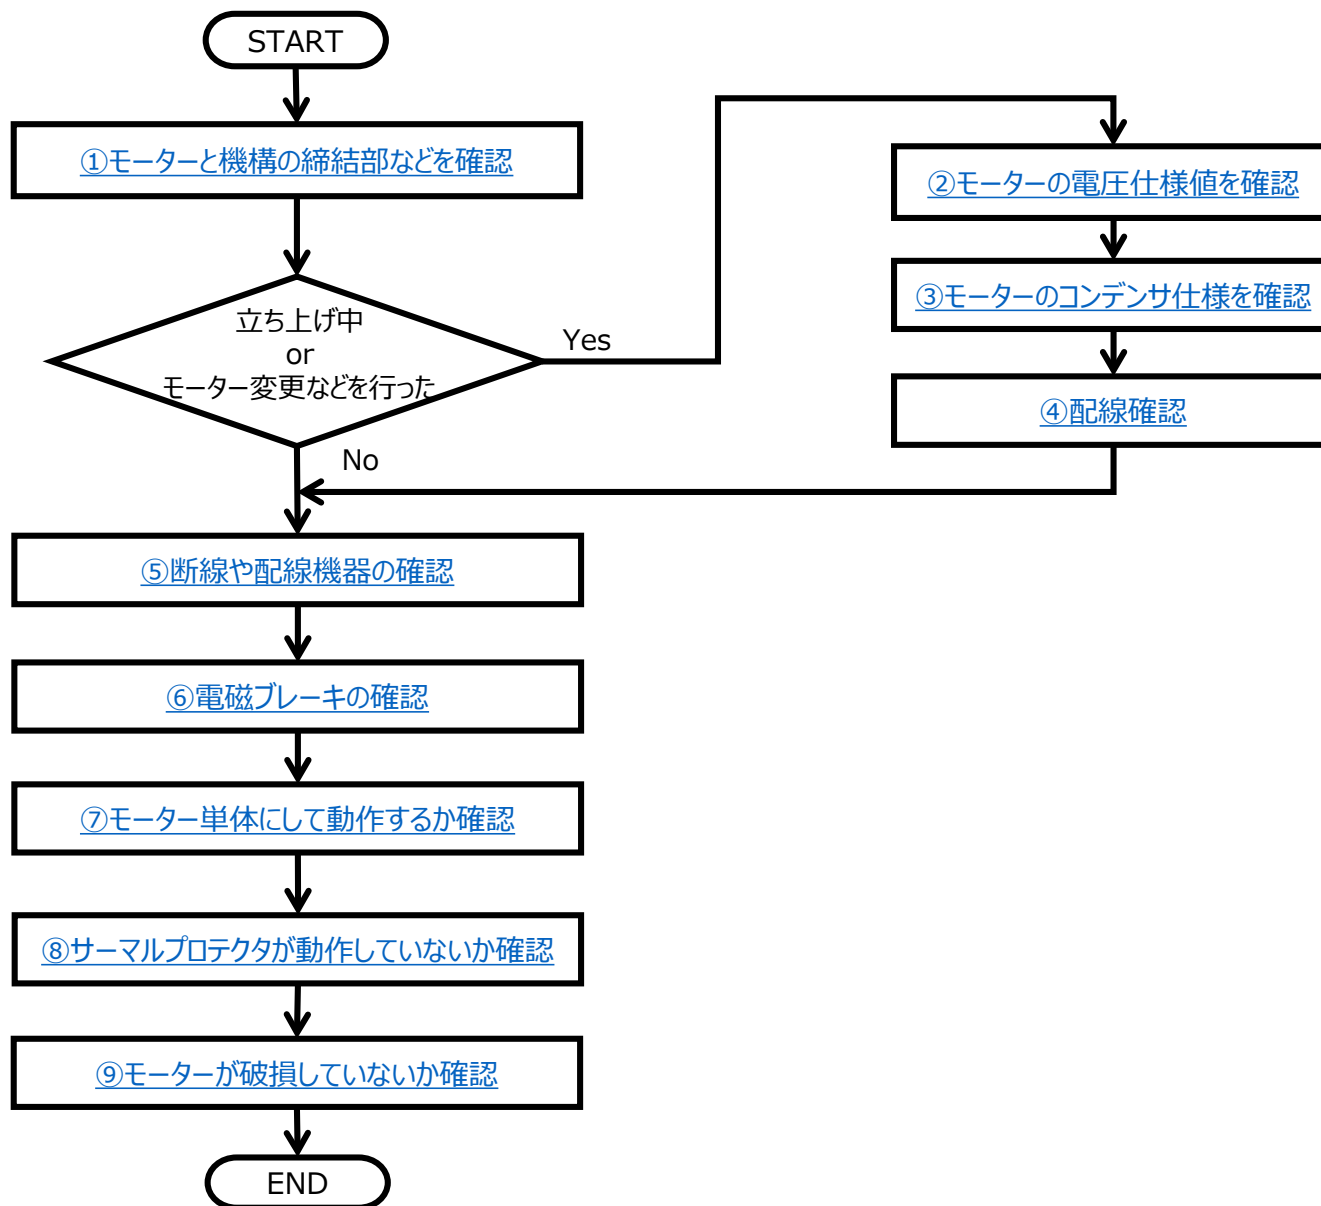 START
①モーターと機構の締結部などを確認
立ち上げ中
or
モーター変更などを行った
Yes
No
②モーターの電圧仕様値を確認
③モーターのコンデンサ仕様を確認
④配線確認
⑤断線や配線機器の確認
⑥電磁ブレーキの確認
⑦モーター単体にして動作するか確認
⑧サーマルプロテクタが動作していないか確認
⑨モーターが破損していないか確認
END